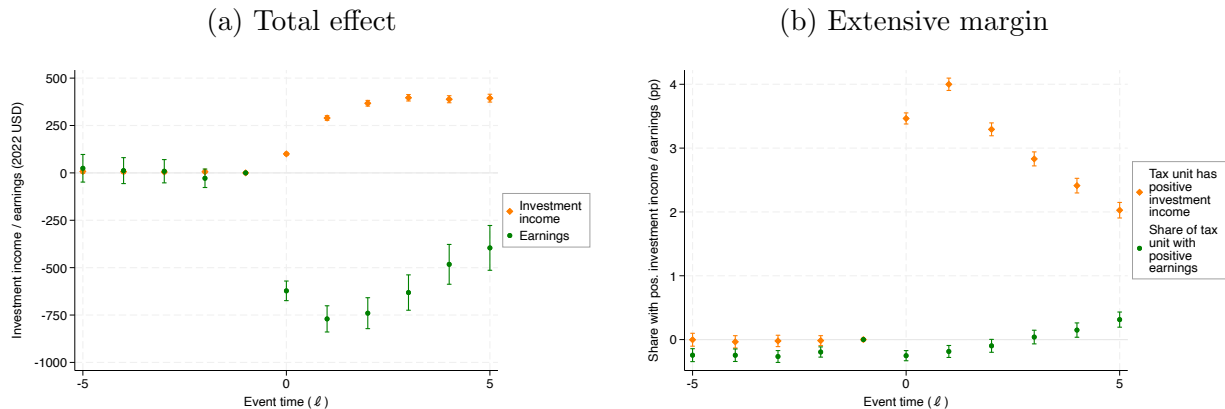 (a) Total effect
Investment income / earnings (2022 USD)
500
250
0
-250
-500
-750
-1000
-5
0
5
Event time (ℓ)
Investment
income
Earnings
(b) Extensive margin
Share with pos. investment income / earnings (pp)
4
3
2
1
0
-5
0
5
Event time (ℓ)
Tax unit has
positive
investment
income
Share of tax
unit with
positive
earnings